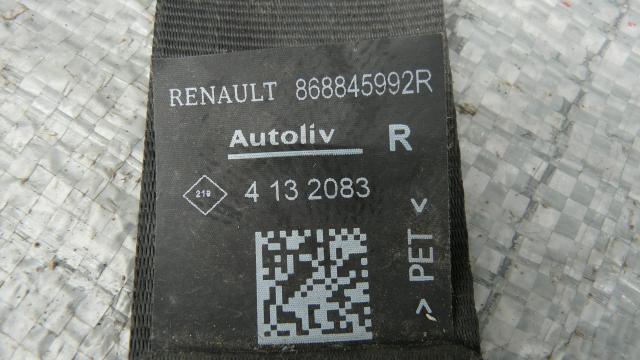 RENAULT 868845992R
Autoliv R
219 4 13 2083
> PET <